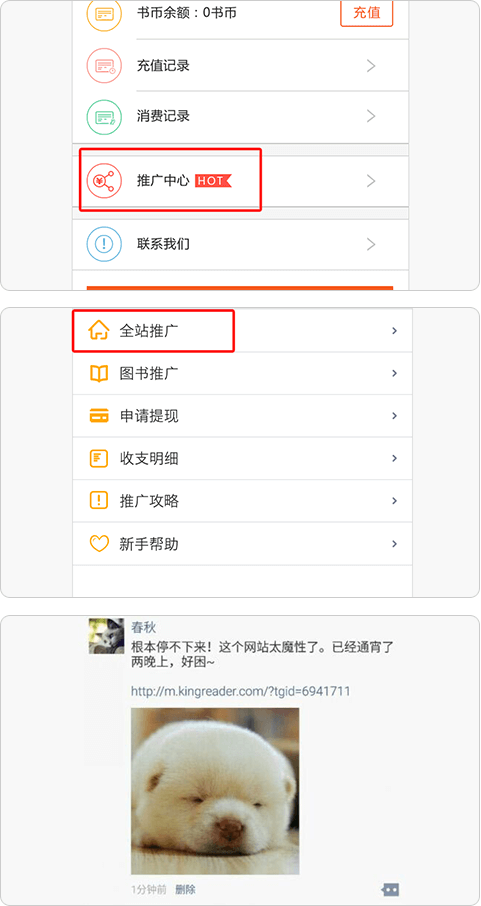 书币余额：0书币
充值
充值记录
消费记录
推广中心 HOT
联系我们
全站推广
图书推广
申请提现
收支明细
推广攻略
新手帮助
春秋
根本停不下来！这个网站太魔性了。已经通宵了
两晚上，好困~
http://m.kingreader.com/?tgid=6941711
1分钟前 删除